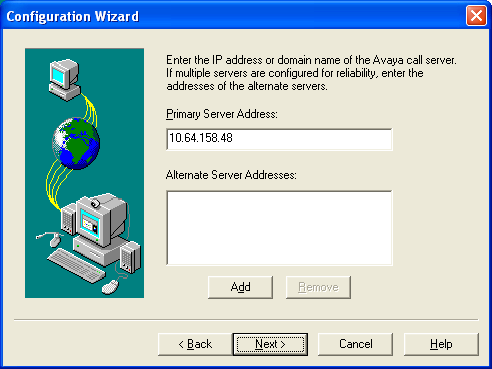 Configuration Wizard
Enter the IP address or domain name of the Avaya call server.
If multiple servers are configured for reliability, enter the
addresses of the alternate servers.
Primary Server Address:
10.64.158.48
Alternate Server Addresses:
Add
Remove
< Back
Next >
Cancel
Help